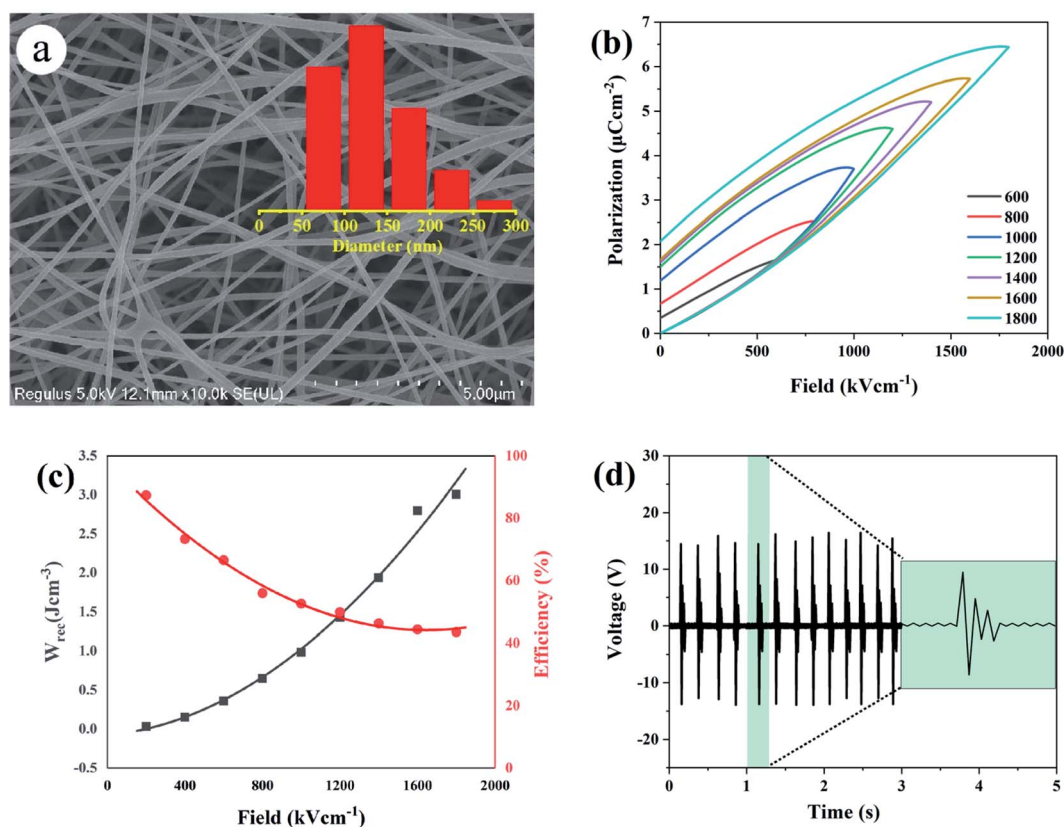 a
0 50 100 150 200 250 300
Diameter (nm)
Regulus 5.0kV 12.1mm x10.0k SE(UL)
5.00μm
(b)
Polarization (μCcm⁻²)
7
6
5
4
3
2
1
0
600
800
1000
1200
1400
1600
1800
0 500 1000 1500 2000
Field (kVcm⁻¹)
(c)
W_rec(Jcm⁻³)
3.5
3.0
2.5
2.0
1.5
1.0
0.5
0.0
-0.5
100
80
60
40
20
0
Efficiency (%)
0 400 800 1200 1600 2000
Field (kVcm⁻¹)
(d)
Voltage (V)
30
20
10
0
-10
-20
0 1 2 3 4 5
Time (s)